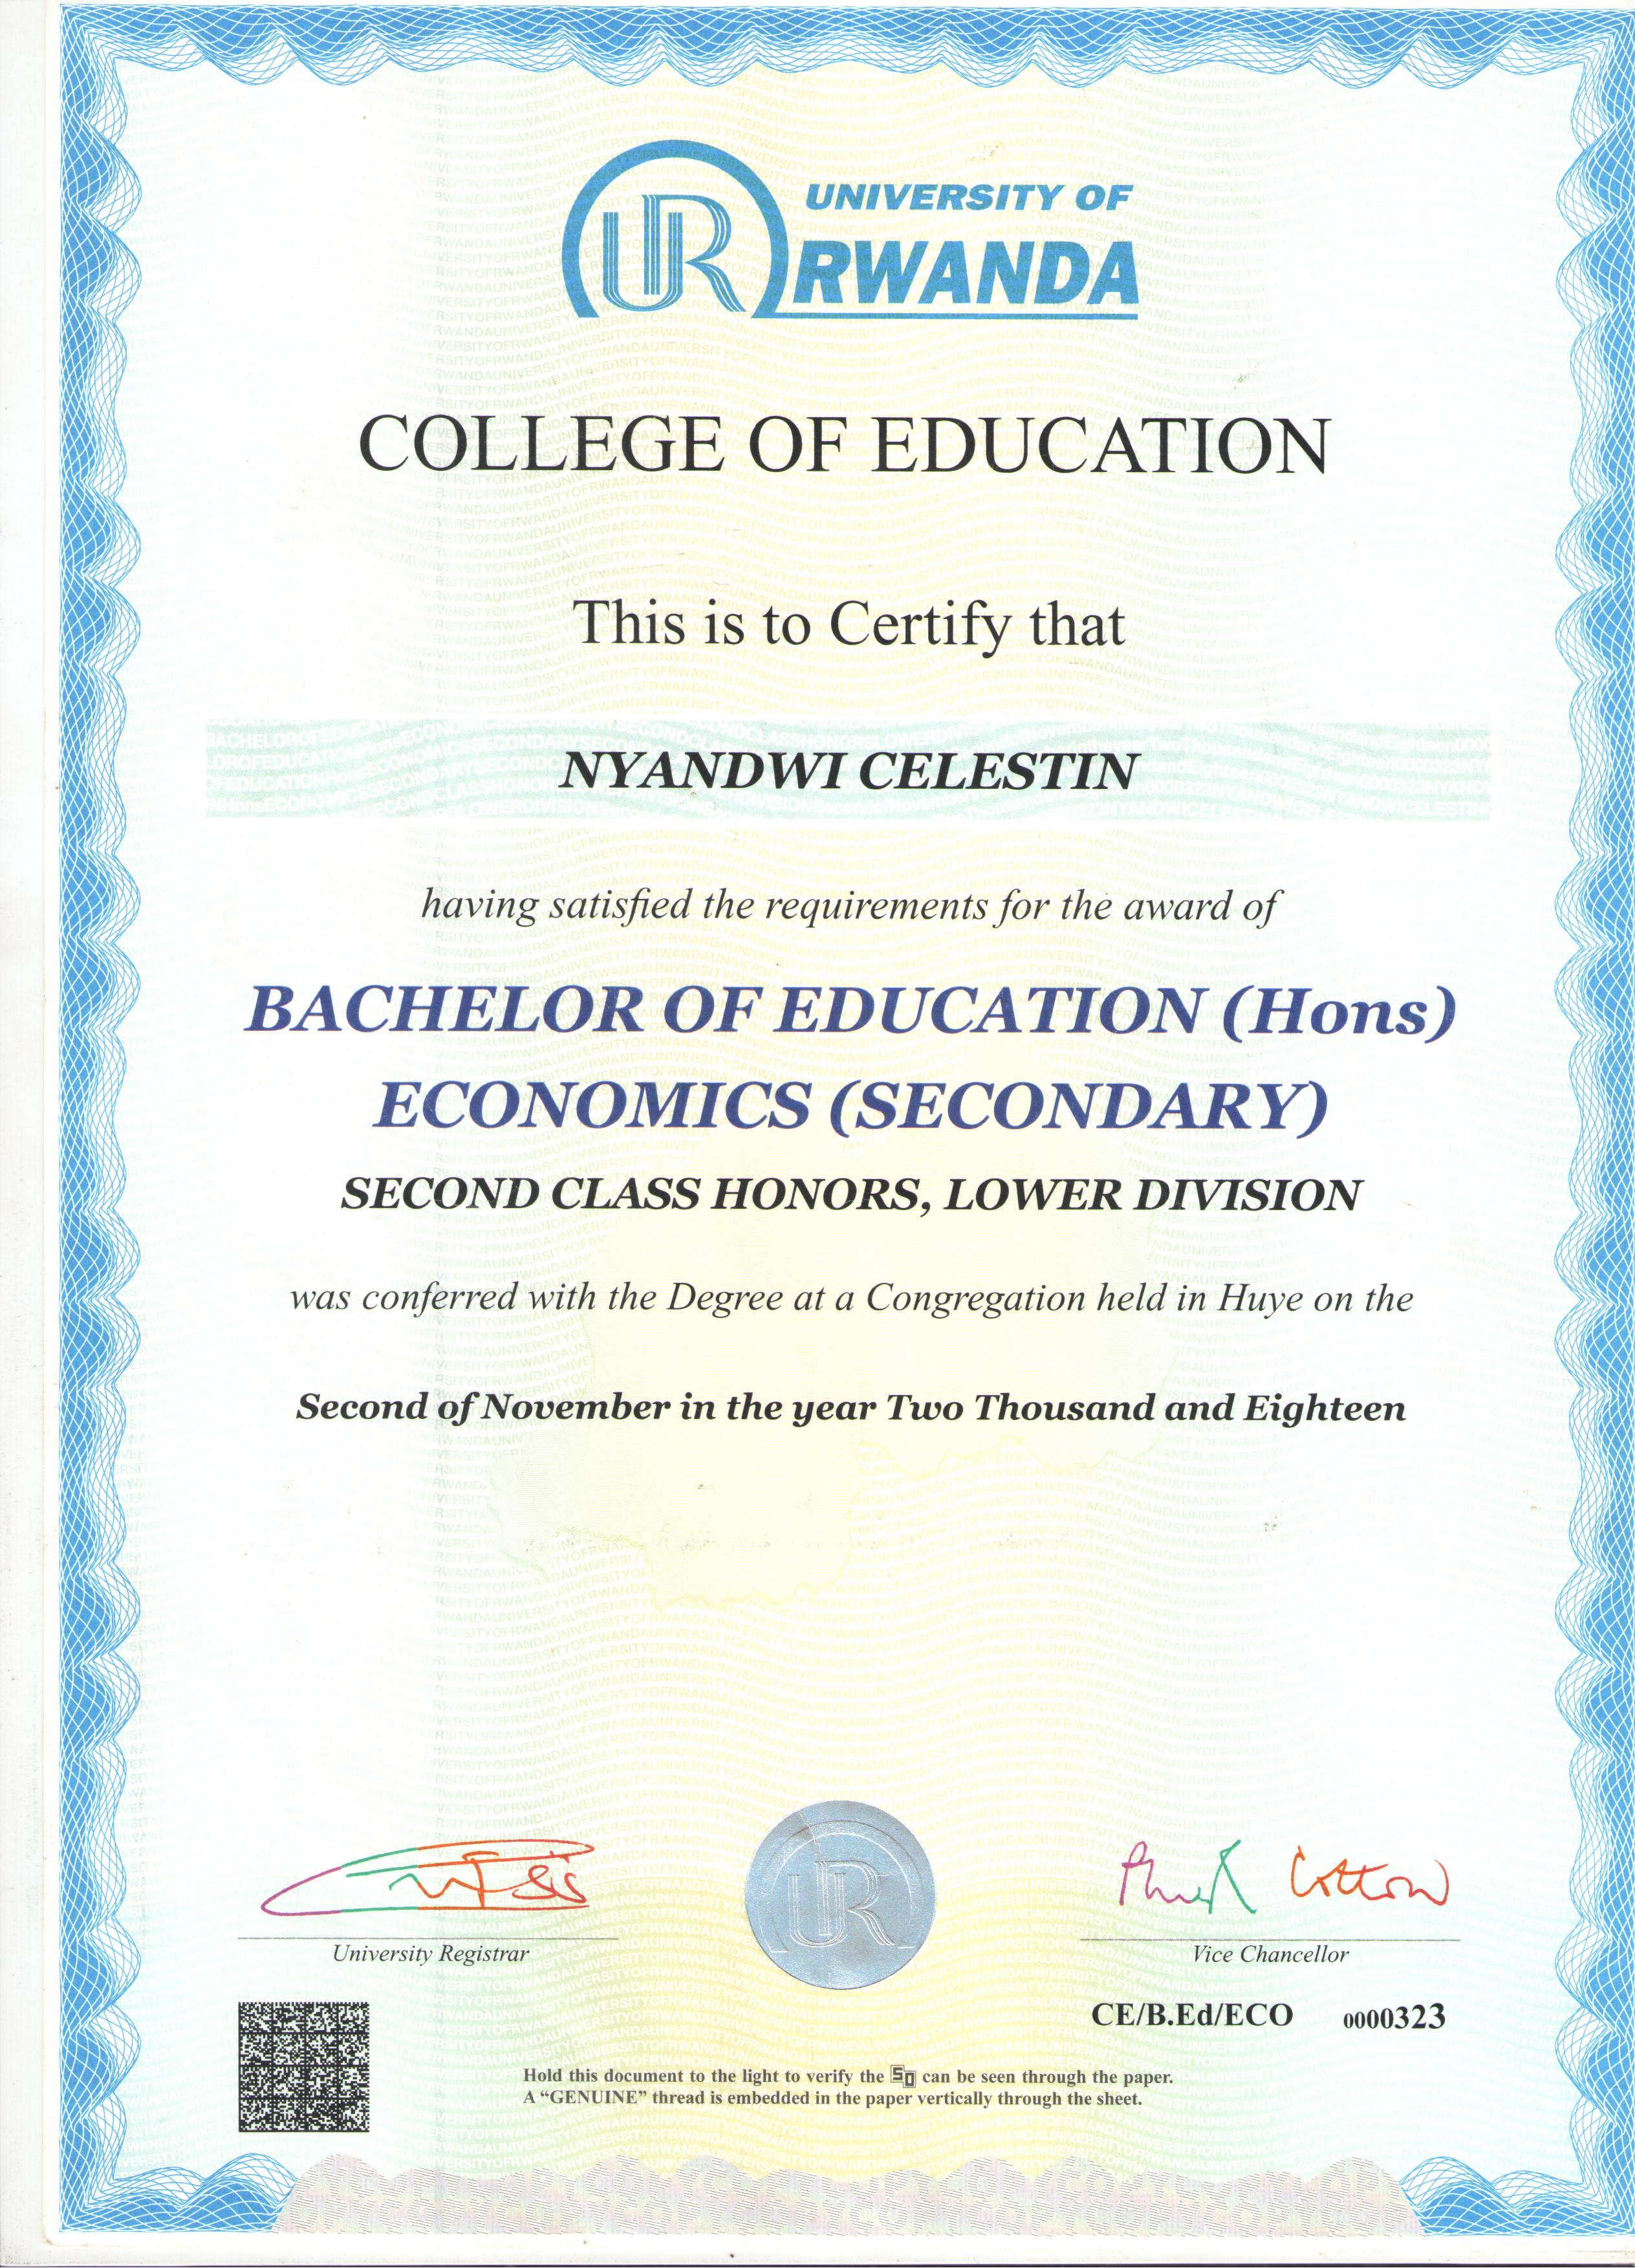 UNIVERSITY OF
RWANDA
COLLEGE OF EDUCATION
This is to Certify that
NYANDWI CELESTIN
having satisfied the requirements for the award of
BACHELOR OF EDUCATION (Hons)
ECONOMICS (SECONDARY)
SECOND CLASS HONORS, LOWER DIVISION
was conferred with the Degree at a Congregation held in Huye on the
Second of November in the year Two Thousand and Eighteen
University Registrar
UR
Vice Chancellor
CE/B.Ed/ECO 0000323
Hold this document to the light to verify the SQ can be seen through the paper.
A “GENUINE” thread is embedded in the paper vertically through the sheet.